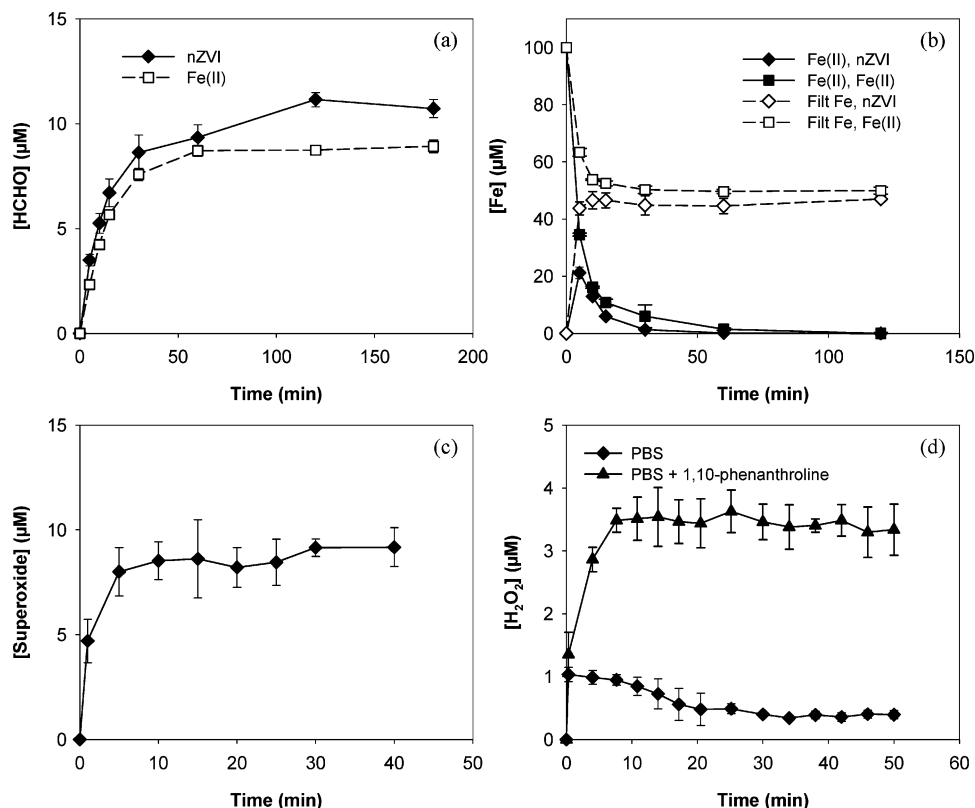 (a)
nZVI
Fe(II)
[HCHO] (µM)
15
10
5
0
0 50 100 150 200
Time (min)
(b)
Fe(II), nZVI
Fe(II), Fe(II)
Filt Fe, nZVI
Filt Fe, Fe(II)
[Fe] (µM)
100
80
60
40
20
0
0 50 100 150
Time (min)
(c)
[Superoxide] (µM)
15
10
5
0
0 10 20 30 40 50
Time (min)
(d)
PBS
PBS + 1,10-phenanthroline
[H₂O₂] (µM)
5
4
3
2
1
0
0 10 20 30 40 50 60
Time (min)